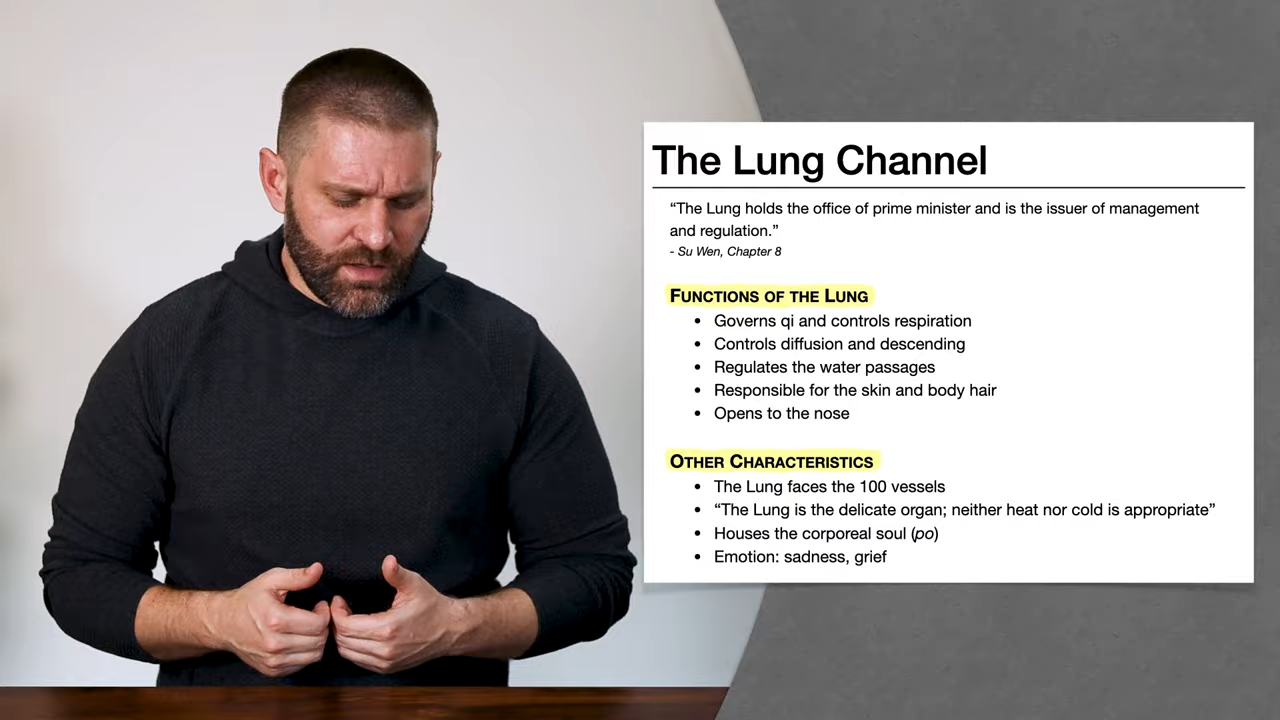 The Lung Channel
“The Lung holds the office of prime minister and is the issuer of management
and regulation.”
- Su Wen, Chapter 8
FUNCTIONS OF THE LUNG
• Governs qi and controls respiration
• Controls diffusion and descending
• Regulates the water passages
• Responsible for the skin and body hair
• Opens to the nose
OTHER CHARACTERISTICS
• The Lung faces the 100 vessels
• “The Lung is the delicate organ; neither heat nor cold is appropriate”
• Houses the corporeal soul (po)
• Emotion: sadness, grief